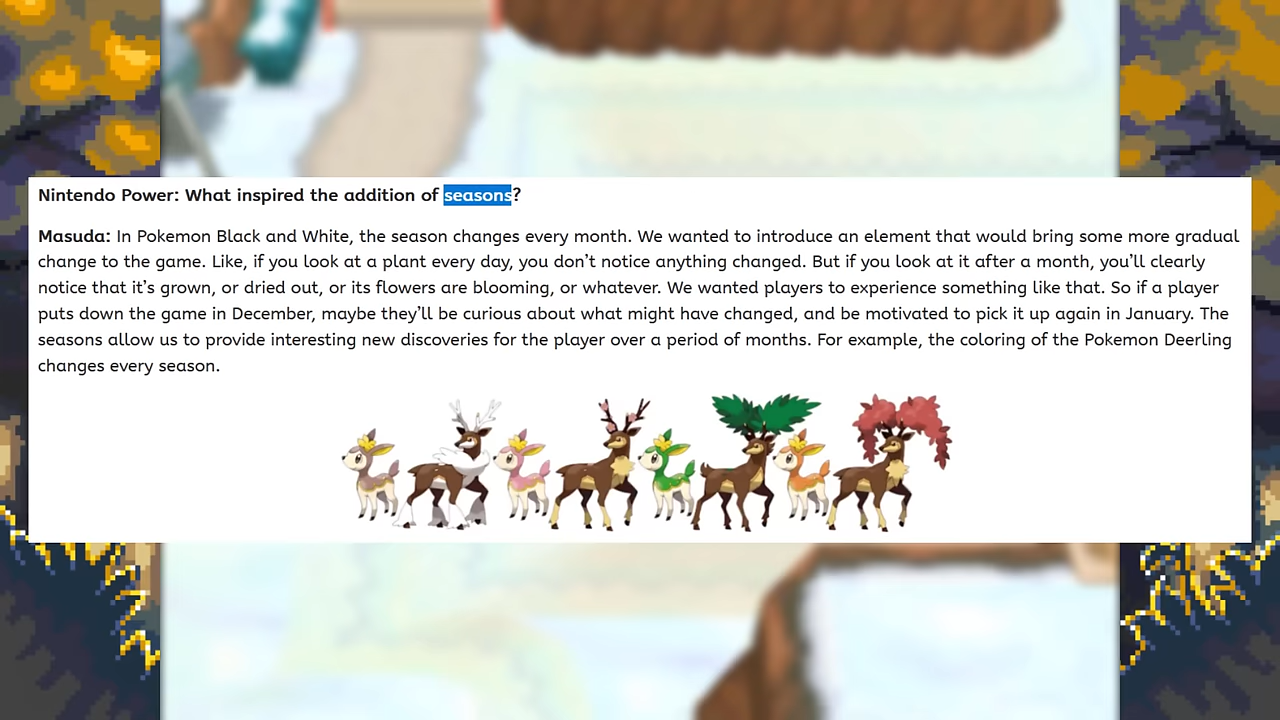 Nintendo Power: What inspired the addition of seasons?
Masuda: In Pokemon Black and White, the season changes every month. We wanted to introduce an element that would bring some more gradual
change to the game. Like, if you look at a plant every day, you don’t notice anything changed. But if you look at it after a month, you’ll clearly
notice that it’s grown, or dried out, or its flowers are blooming, or whatever. We wanted players to experience something like that. So if a player
puts down the game in December, maybe they’ll be curious about what might have changed, and be motivated to pick it up again in January. The
seasons allow us to provide interesting new discoveries for the player over a period of months. For example, the coloring of the Pokemon Deerling
changes every season.